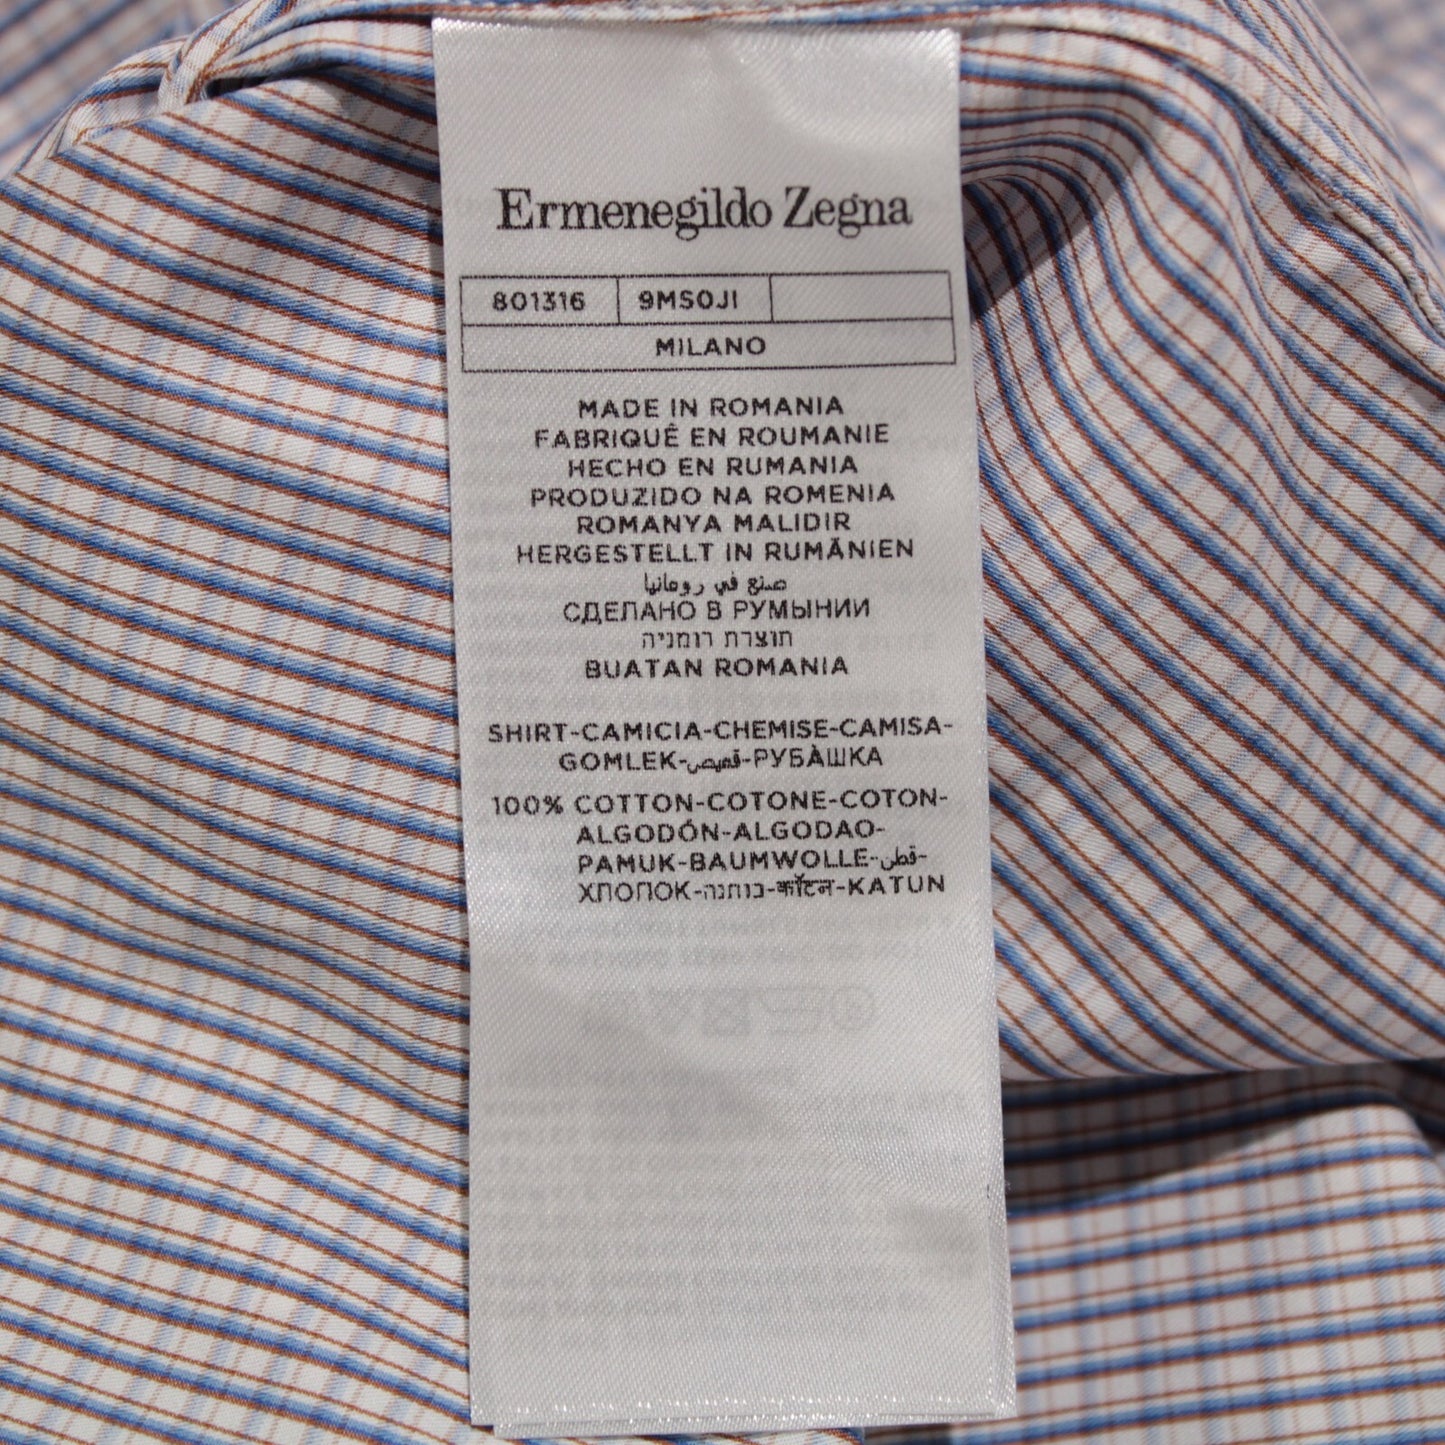 Ermenegildo Zegna
801316 9MS0JI
MILANO
MADE IN ROMANIA
FABRIQUÊ EN ROUMANIE
HECHO EN RUMANIA
PRODUZIDO NA ROMENIA
ROMANYA MALIDIR
HERGESTELLT IN RUMÄNIEN
صنع في رومانيا
СДЕЛАНО В РУМЫНИИ
תוצרת רומניה
BUATAN ROMANIA
SHIRT-CAMICIA-CHEMISE-CAMISA-
GOMLEK-قميص-РУБÀШКА
100% COTTON-COTONE-COTON-
ALGODÓN-ALGODAO-
PAMUK-BAUMWOLLE-قطن-
ХЛОПОК-כותנה-कॉटन-KATUN